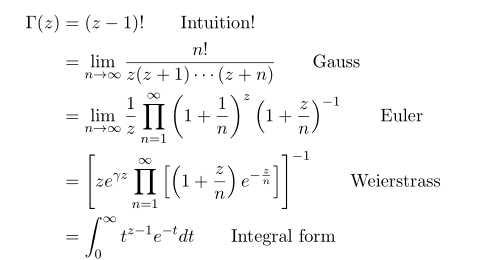 Γ(z) = (z − 1)! Intuition!
= lim_{n→∞} n! / (z(z + 1) ⋯ (z + n)) Gauss
= lim_{n→∞} 1/z ∏_{n=1}^{∞} (1 + 1/n)^z (1 + z/n)^{−1} Euler
= [ze^{γz} ∏_{n=1}^{∞} [(1 + z/n) e^{−z/n}]]^{−1} Weierstrass
= ∫_0^∞ t^{z−1}e^{−t}dt Integral form